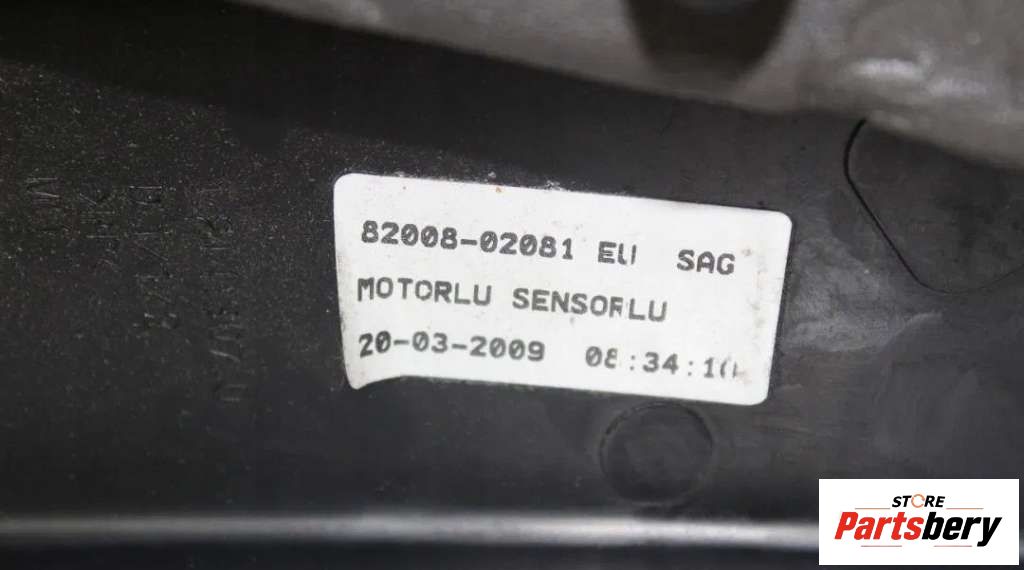 82008-02081 EU SAG
MOTORLU SENSORLU
20-03-2009
STORE
Partsbery